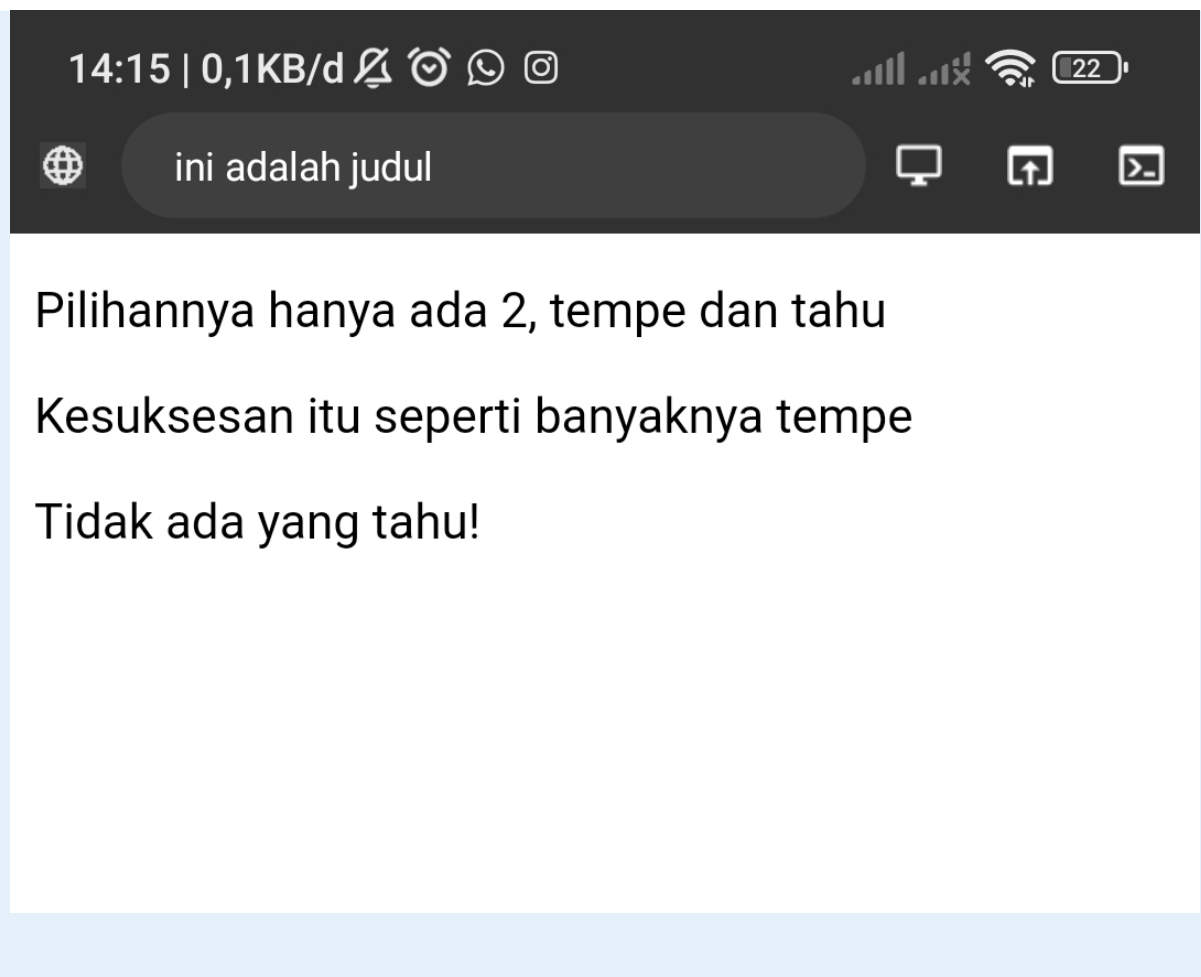 14:15 | 0,1KB/d 22
ini adalah judul
Pilihannya hanya ada 2, tempe dan tahu
Kesuksesan itu seperti banyaknya tempe
Tidak ada yang tahu!